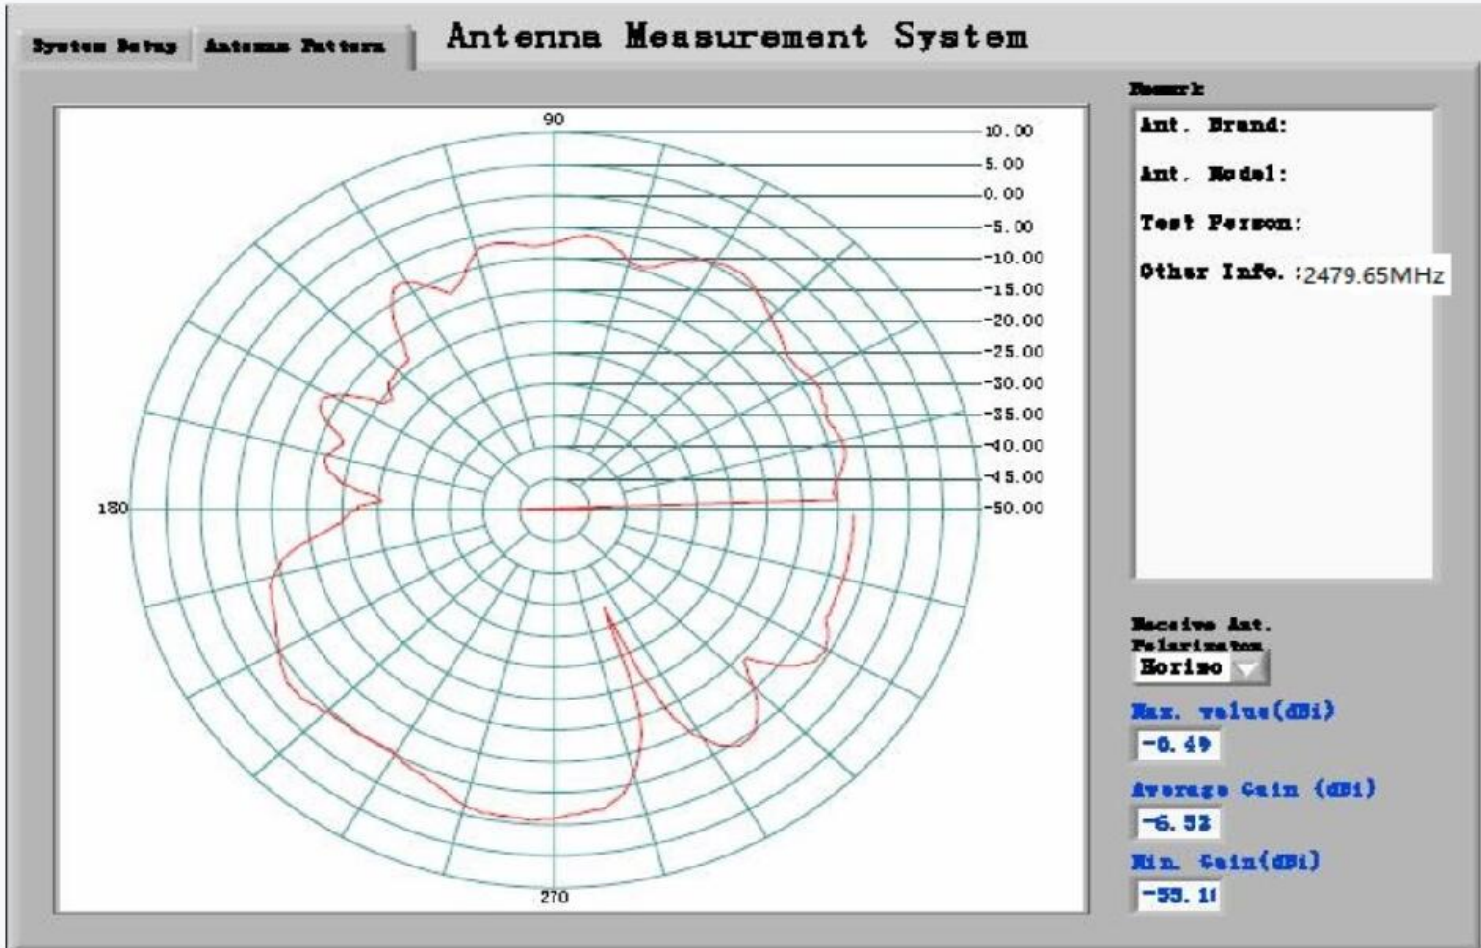 System Setup
Antenna Pattern
Antenna Measurement System
90
10.00
5.00
0.00
-5.00
-10.00
-15.00
-20.00
-25.00
-30.00
-35.00
-40.00
-45.00
-50.00
180
270
Remark
Ant. Brand:
Ant. Model:
Test Person:
Other Info. :2479.65MHz
Receive Ant.
Polarizaton
Horizo
Max. value(dBi)
-0.49
Average Gain (dBi)
-6.52
Min. Gain(dBi)